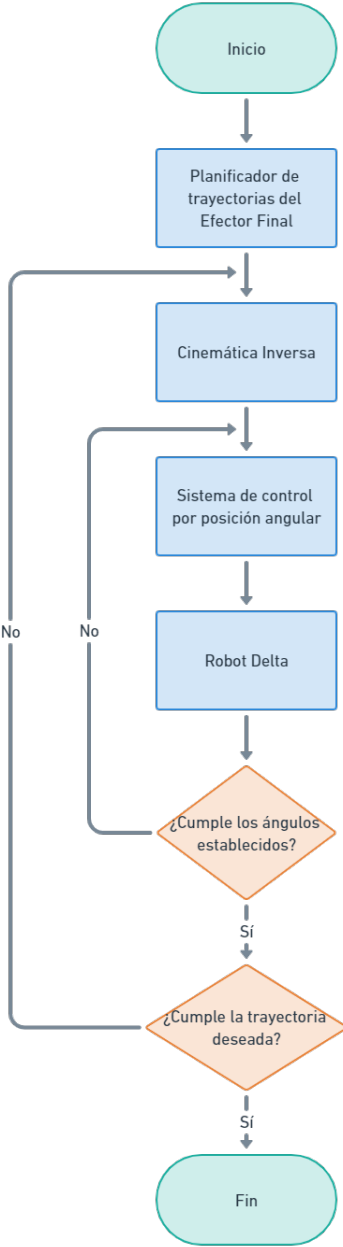 Inicio
Planificador de
trayectorias del
Efector Final
Cinemática Inversa
Sistema de control
por posición angular
No
No
Robot Delta
¿Cumple los ángulos
establecidos?
Sí
¿Cumple la trayectoria
deseada?
Sí
Fin